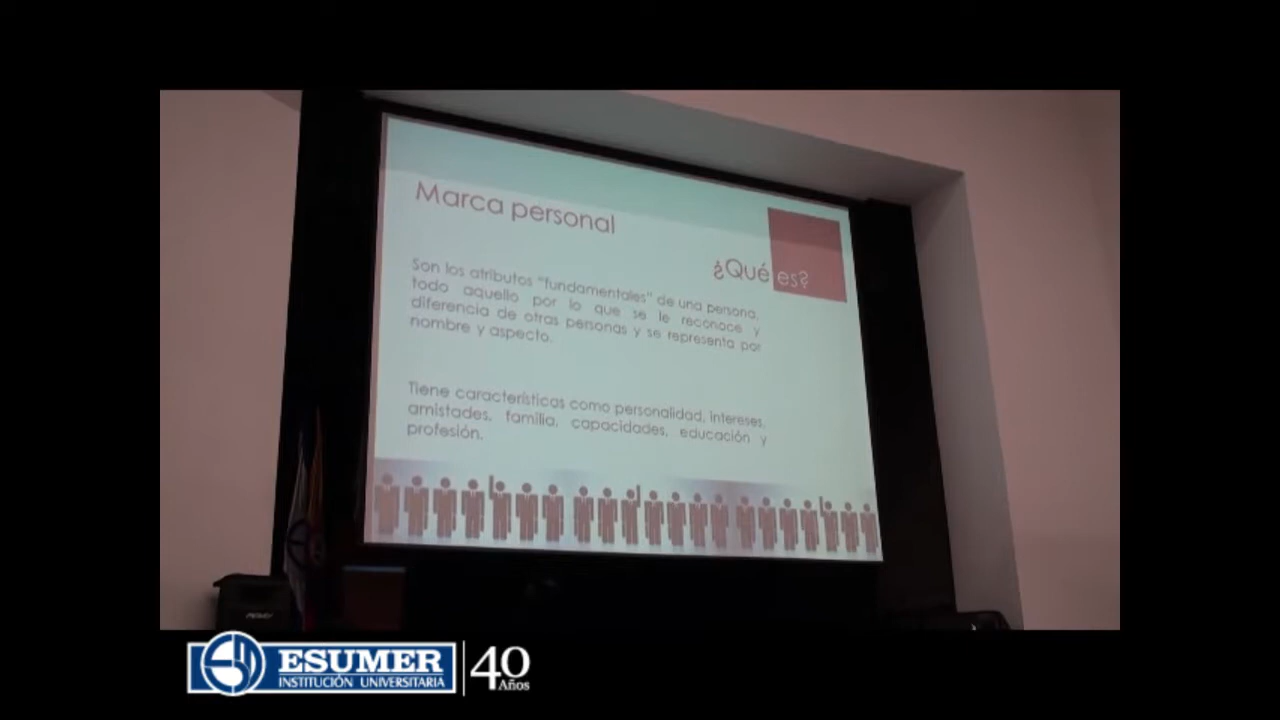 Marca personal
¿Qué es?
Son los atributos "fundamentales" de una persona,
todo aquello por lo que se le reconoce y
diferencia de otras personas y se representa por
nombre y aspecto.
Tiene características como personalidad, intereses,
amistades, familia, capacidades, educación y
profesión.
ESUMER
INSTITUCIÓN UNIVERSITARIA
40
Años